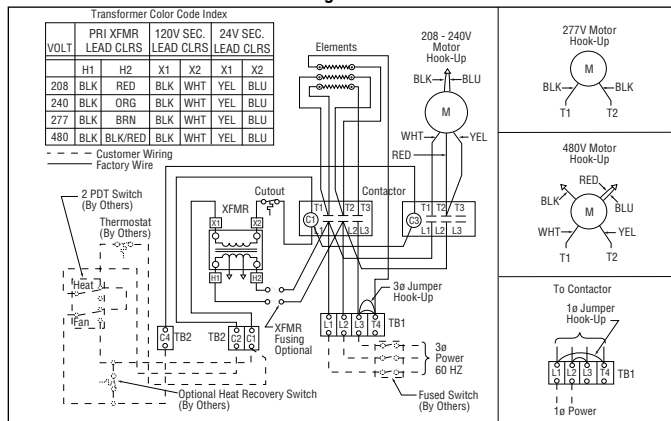 Transformer Color Code Index
VOLT
PRI XFMR
LEAD CLRS
120V SEC.
LEAD CLRS
24V SEC.
LEAD CLRS
H1 H2 X1 X2 X1 X2
208 BLK RED BLK WHT YEL BLU
240 BLK ORG BLK WHT YEL BLU
277 BLK BRN BLK WHT YEL BLU
480 BLK BLK/RED BLK WHT YEL BLU
Customer Wiring
Factory Wire
2 PDT Switch
(By Others)
Thermostat
(By Others)
Heat
Fan
XFMR
X1 X2
H1 H2
Cutout
Elements
Contactor
C1
T1 T2 T3
L1 L2 L3
C3
T1 T2 T3
L1 L2 L3
208 - 240V
Motor
Hook-Up
BLK
BLU
M
WHT
YEL
RED
3ø Jumper
Hook-Up
XFMR
Fusing
Optional
C4 TB2
TB2 C2 C1
L1 L2 L3 T4 TB1
3ø
Power
60 HZ
Fused Switch
(By Others)
Optional Heat Recovery Switch
(By Others)
277V Motor
Hook-Up
M
BLK
BLK
T1 T2
480V Motor
Hook-Up
RED
BLK
BLU
M
WHT
YEL
T1 T2
To Contactor
1ø Jumper
Hook-Up
L1 L2 L3 T4 TB1
1ø Power